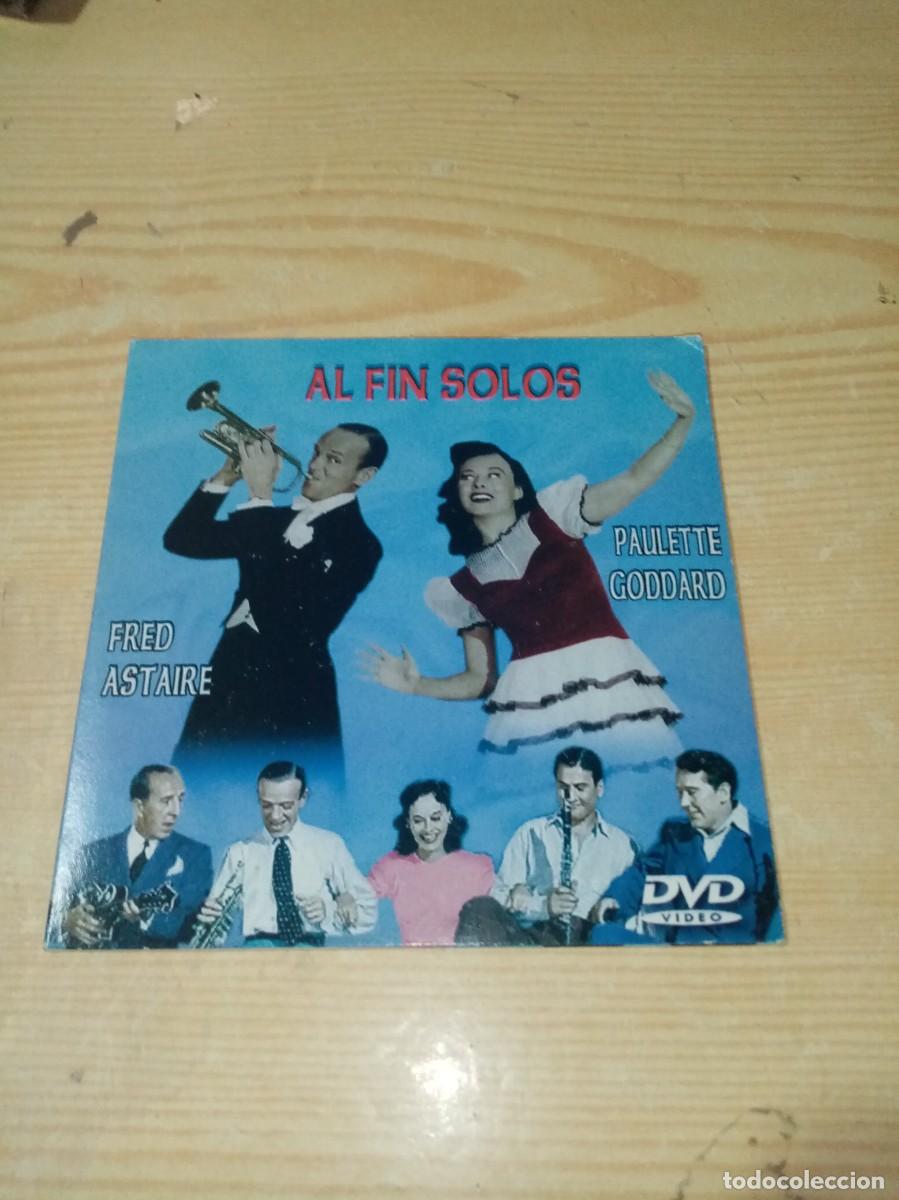 AL FIN SOLOS
PAULETTE
GODDARD
FRED
ASTAIRE
DVD
VIDEO
todocoleccion